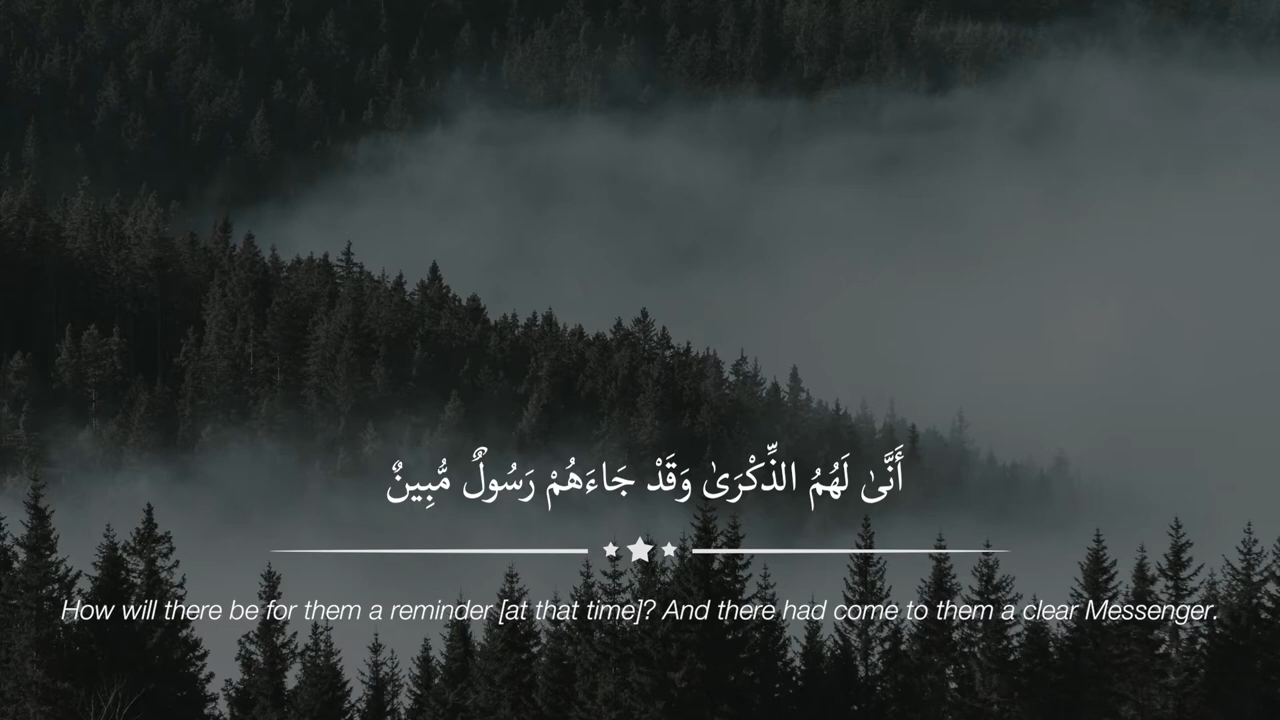 أَنَّىٰ لَهُمُ الذِّكْرَىٰ وَقَدْ جَاءَهُمْ رَسُولٌ مُّبِينٌ
How will there be for them a reminder [at that time]? And there had come to them a clear Messenger.